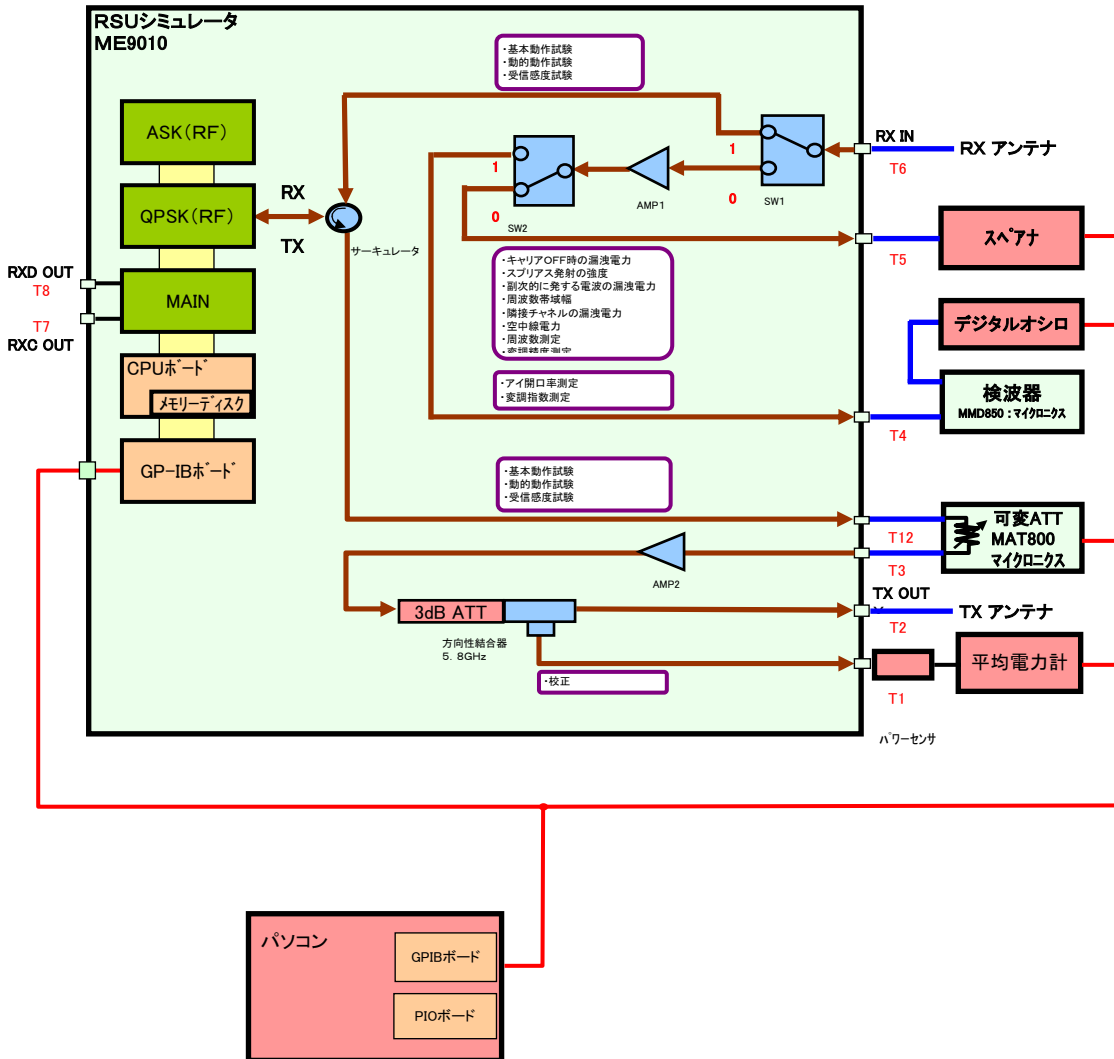 RSUシミュレータ
ME9010
・基本動作試験
・動的動作試験
・受信感度試験
ASK(RF)
QPSK(RF)
MAIN
CPUボード
メモリーディスク
GP-IBボード
RX
TX
サーキュレータ
RXD OUT
T8
T7
RXC OUT
1
0
SW2
AMP1
1
0
SW1
RX IN
T6
RX アンテナ
T5
スペアナ
・キャリアOFF時の漏洩電力
・スプリアス発射の強度
・副次的に発する電波の漏洩電力
・周波数帯域幅
・隣接チャネルの漏洩電力
・空中線電力
・周波数測定
・変調精度測定
デジタルオシロ
検波器
MMD850:マイクロニクス
・アイ開口率測定
・変調指数測定
T4
・基本動作試験
・動的動作試験
・受信感度試験
T12
T3
可変ATT
MAT800
マイクロニクス
AMP2
TX OUT
T2
TX アンテナ
3dB ATT
方向性結合器
5.8GHz
・校正
T1
平均電力計
パワーセンサ
パソコン
GPIBボード
PIOボード